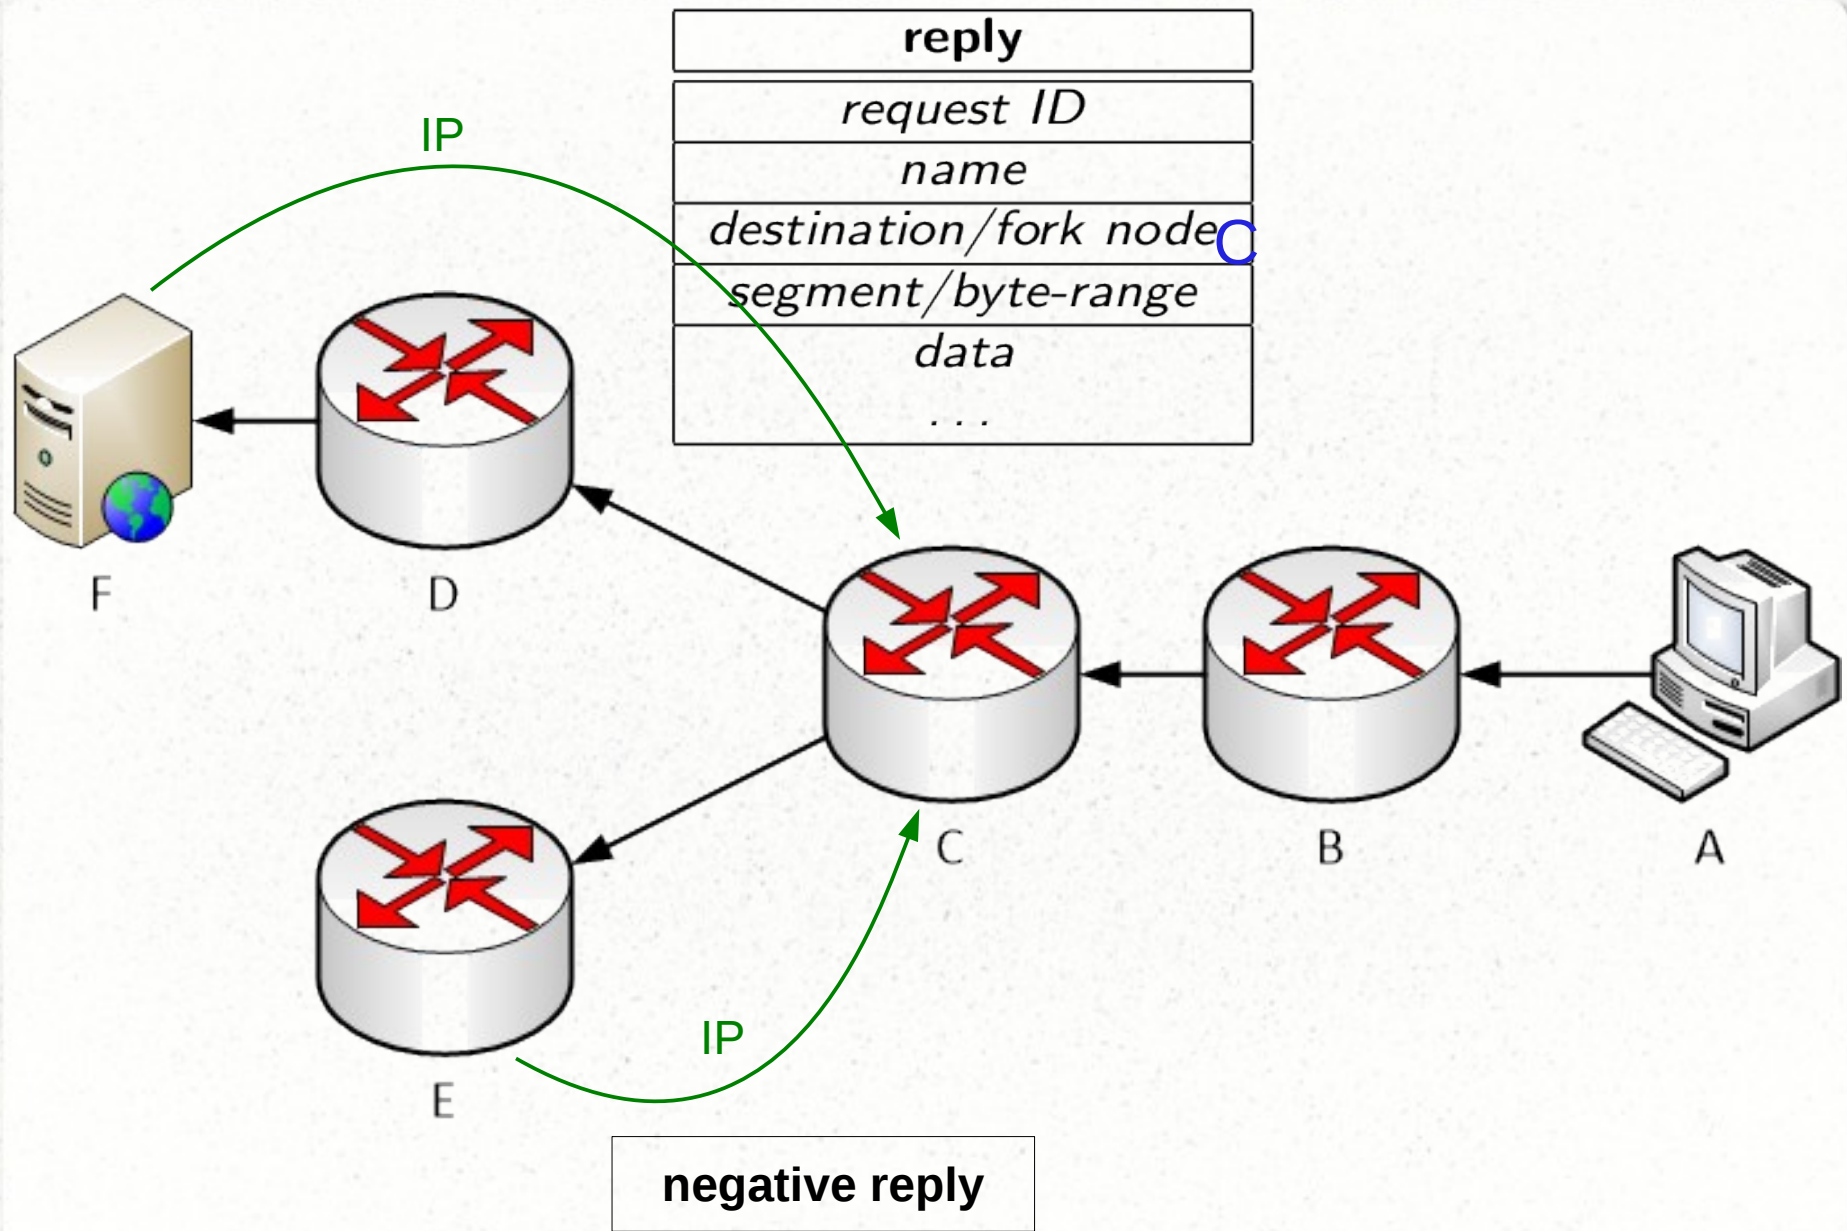 reply
request ID
IP
name
destination/fork node C
segment/byte-range
data
...
F
D
C
B
A
IP
E
negative reply